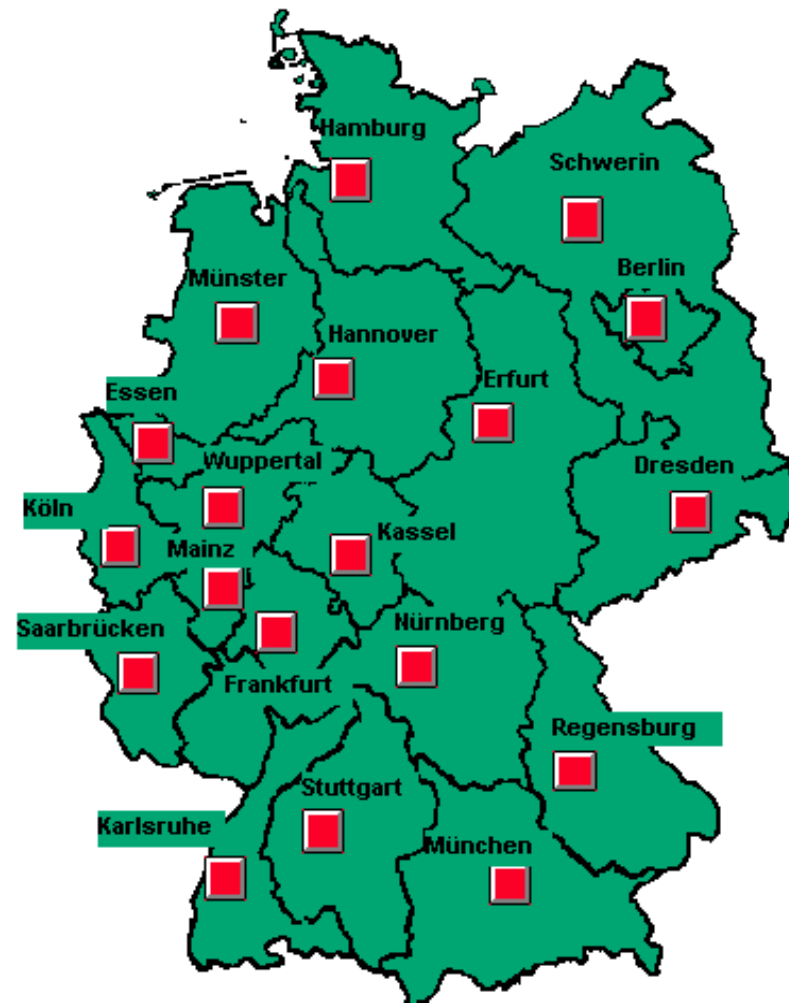 Hamburg
Schwerin
Berlin
Münster
Hannover
Erfurt
Essen
Wuppertal
Dresden
Köln
Kassel
Mainz
Nürnberg
Saarbrücken
Frankfurt
Regensburg
Stuttgart
Karlsruhe
München